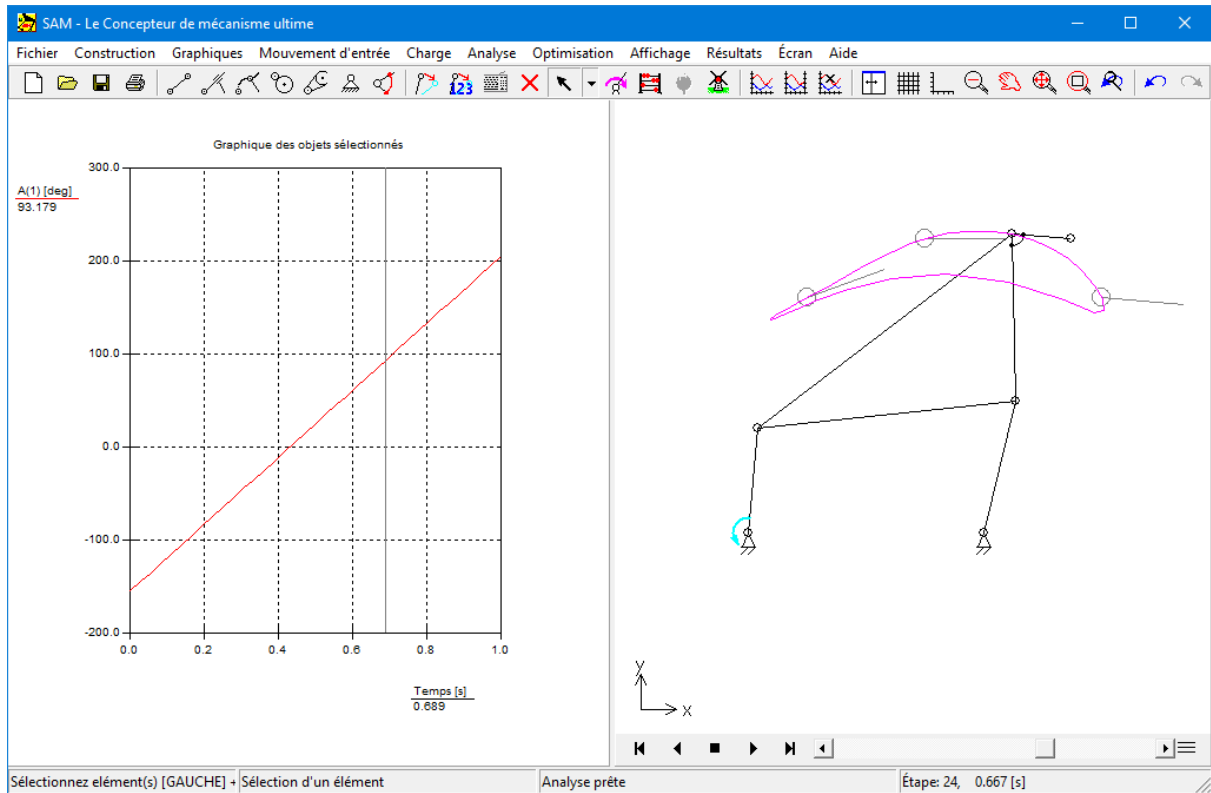 SAM - Le Concepteur de mécanisme ultime
Fichier Construction Graphiques Mouvement d'entrée Charge Analyse Optimisation Affichage Résultats Écran Aide
123
Graphique des objets sélectionnés
A(1) [deg]
93.179
300.0
200.0
100.0
0.0
-100.0
-200.0
0.0 0.2 0.4 0.6 0.8 1.0
Temps [s]
0.689
y
x
Sélectionnez elément(s) [GAUCHE] + Sélection d'un élément Analyse prête Étape: 24, 0.667 [s]